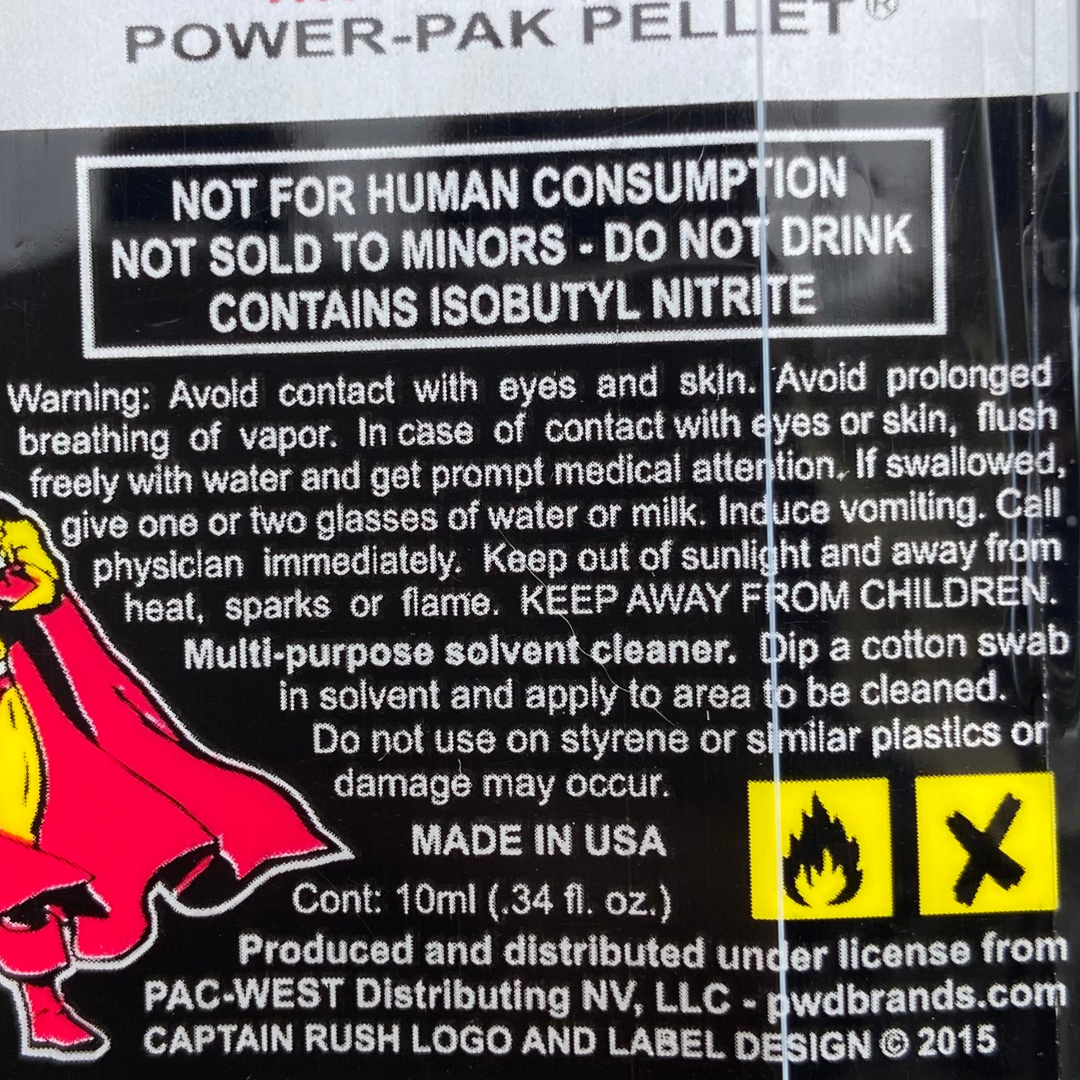 POWER-PAK PELLET®
NOT FOR HUMAN CONSUMPTION
NOT SOLD TO MINORS - DO NOT DRINK
CONTAINS ISOBUTYL NITRITE
Warning: Avoid contact with eyes and skin. Avoid prolonged
breathing of vapor. In case of contact with eyes or skin, flush
freely with water and get prompt medical attention. If swallowed,
give one or two glasses of water or milk. Induce vomiting. Call
physician immediately. Keep out of sunlight and away from
heat, sparks or flame. KEEP AWAY FROM CHILDREN.
Multi-purpose solvent cleaner. Dip a cotton swab
in solvent and apply to area to be cleaned.
Do not use on styrene or similar plastics or
damage may occur.
MADE IN USA
Cont: 10ml (.34 fl. oz.)
Produced and distributed under license from
PAC-WEST Distributing NV, LLC - pwdbrands.com
CAPTAIN RUSH LOGO AND LABEL DESIGN © 2015